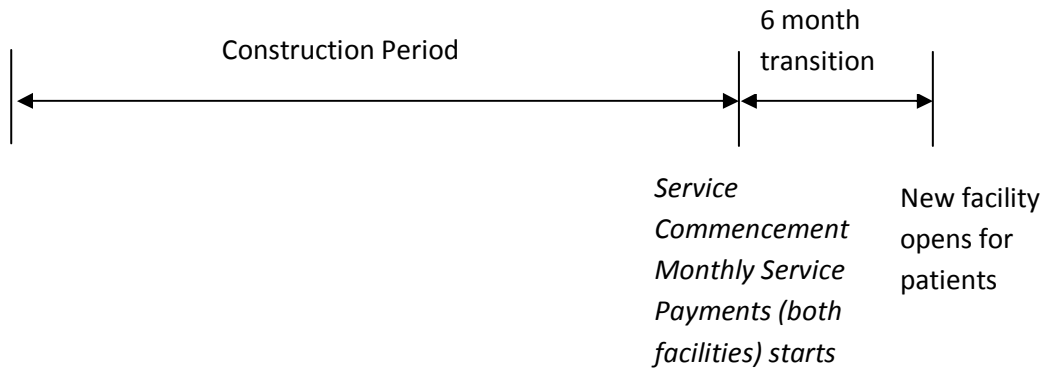 Construction Period
6 month
transition
Service
Commencement
Monthly Service
Payments (both
facilities) starts
New facility
opens for
patients